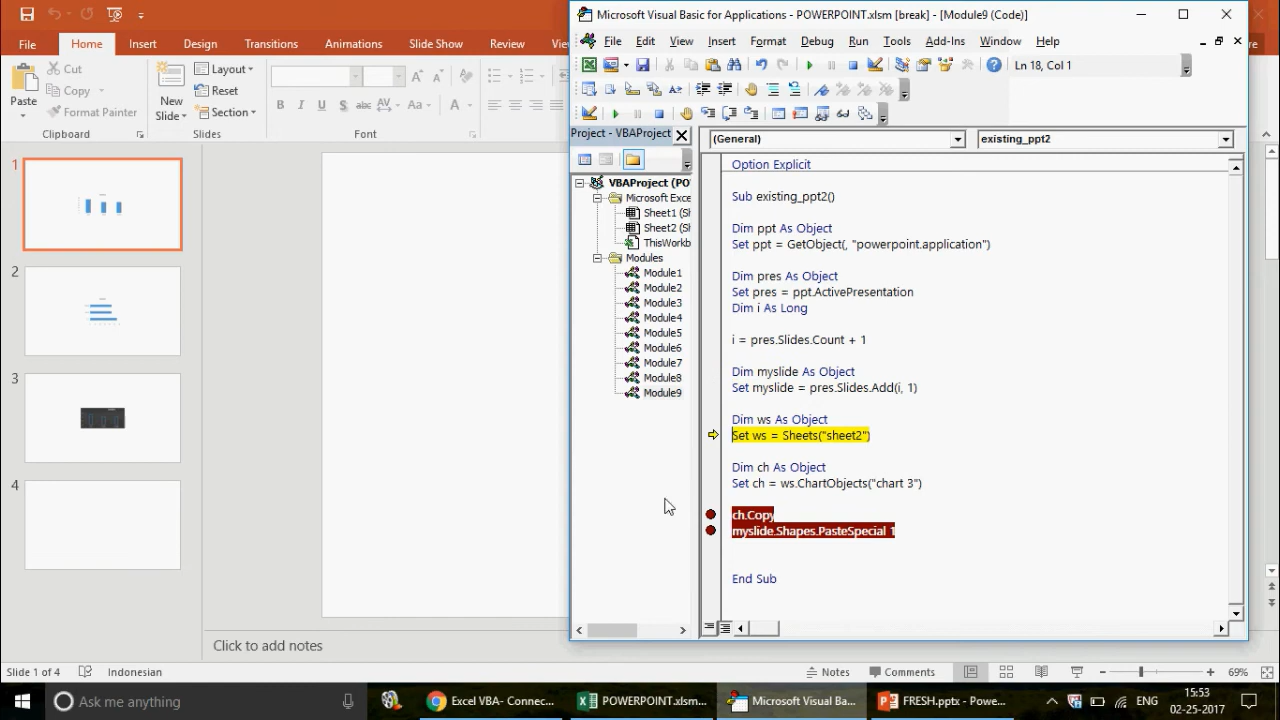 File Home Insert Design Transitions Animations Slide Show Review
Paste
Cut
Copy
Format Painter
Clipboard
New
Slide
Layout
Reset
Section
Slides
Font
1
2
3
4
Click to add notes
Slide 1 of 4 Indonesian
Notes Comments 69%
Microsoft Visual Basic for Applications - POWERPOINT.xlsm [break] - [Module9 (Code)]
File Edit View Insert Format Debug Run Tools Add-Ins Window Help
Ln 18, Col 1
Project - VBAProject
VBAProject (PO
Microsoft Exce
Sheet1 (Sh
Sheet2 (Sh
ThisWorkb
Modules
Module1
Module2
Module3
Module4
Module5
Module6
Module7
Module8
Module9
(General) existing_ppt2
Option Explicit
Sub existing_ppt2()
Dim ppt As Object
Set ppt = GetObject(, "powerpoint.application")
Dim pres As Object
Set pres = ppt.ActivePresentation
Dim i As Long
i = pres.Slides.Count + 1
Dim myslide As Object
Set myslide = pres.Slides.Add(i, 1)
Dim ws As Object
Set ws = Sheets("sheet2")
Dim ch As Object
Set ch = ws.ChartObjects("chart 3")
ch.Copy
myslide.Shapes.PasteSpecial 1
End Sub
Ask me anything
Excel VBA- Connec...
POWERPOINT.xlsm...
Microsoft Visual Ba...
FRESH.pptx - Powe...
ENG
15:53
02-25-2017